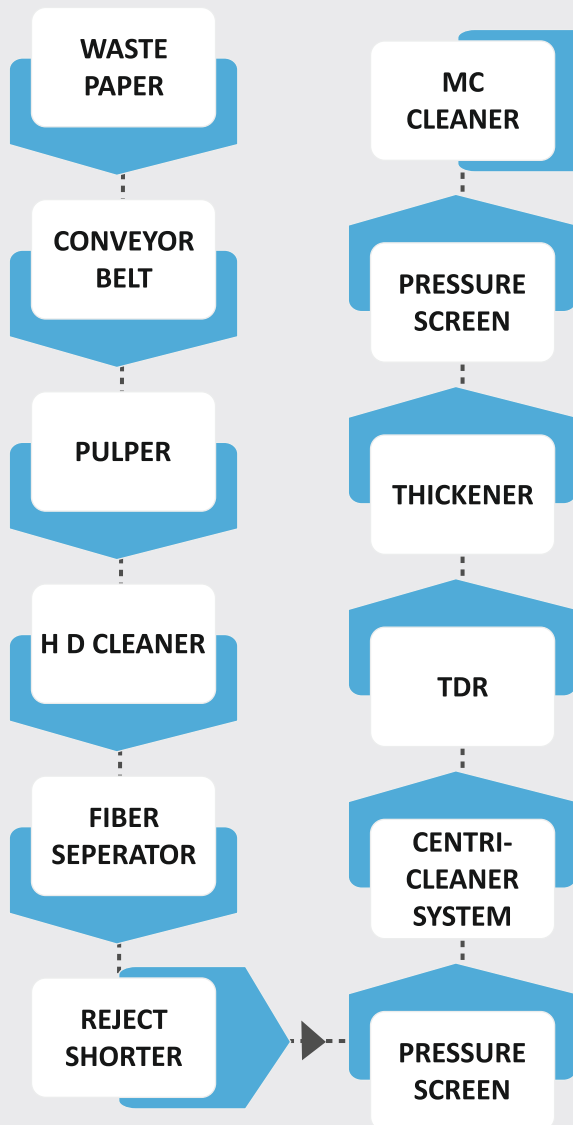 WASTE
PAPER
CONVEYOR
BELT
PULPER
H D CLEANER
FIBER
SEPERATOR
REJECT
SHORTER
PRESSURE
SCREEN
CENTRI-
CLEANER
SYSTEM
TDR
THICKENER
PRESSURE
SCREEN
MC
CLEANER